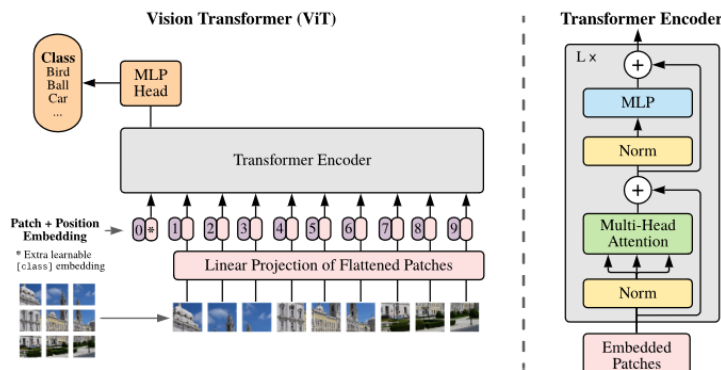 Vision Transformer (ViT)
Class
Bird
Ball
Car
...
MLP
Head
Transformer Encoder
Patch + Position
Embedding
0 * 1 2 3 4 5 6 7 8 9
* Extra learnable
[class] embedding
Linear Projection of Flattened Patches
Transformer Encoder
L x
+
MLP
Norm
+
Multi-Head
Attention
Norm
Embedded
Patches